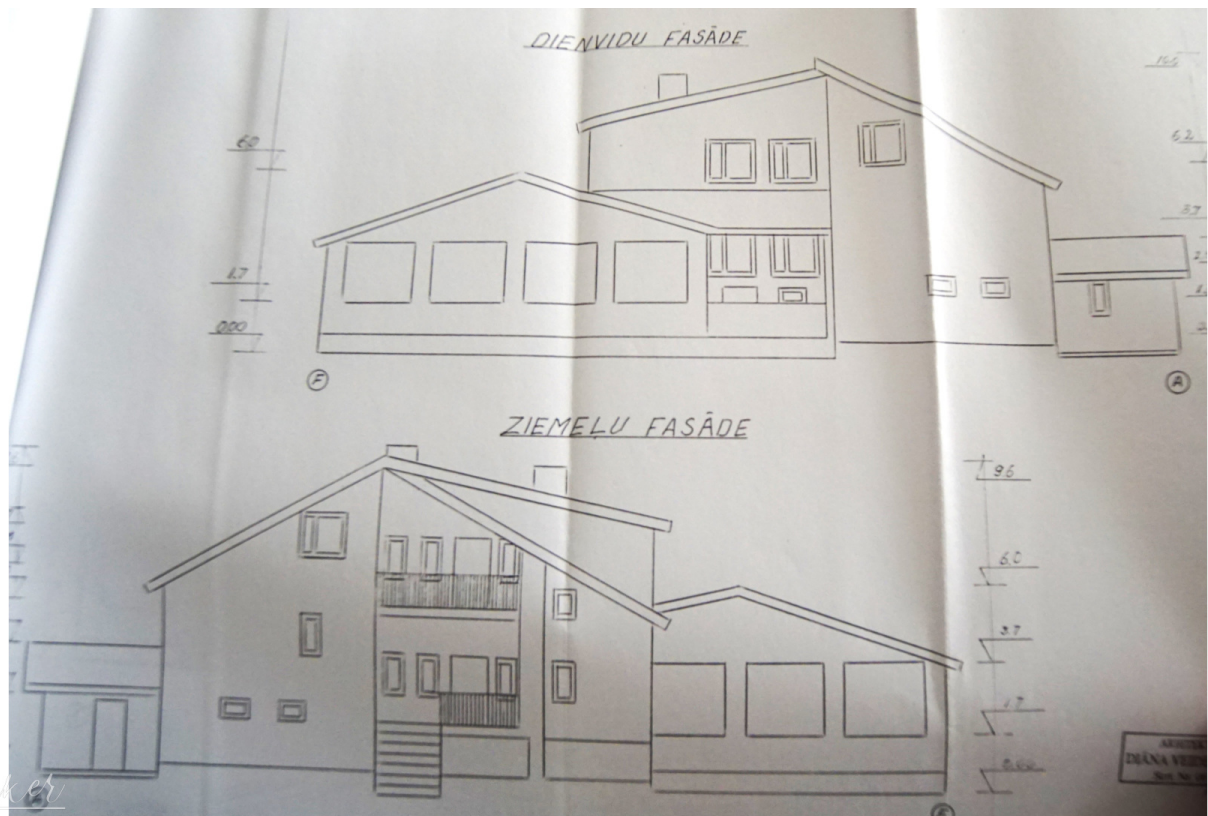 DIENVIDU FASĀDE
6.2
6.0
3.7
1.7
0.00
F
A
ZIEMEĻU FASĀDE
9.6
6.0
3.7
1.7
0.00
DIĀNA